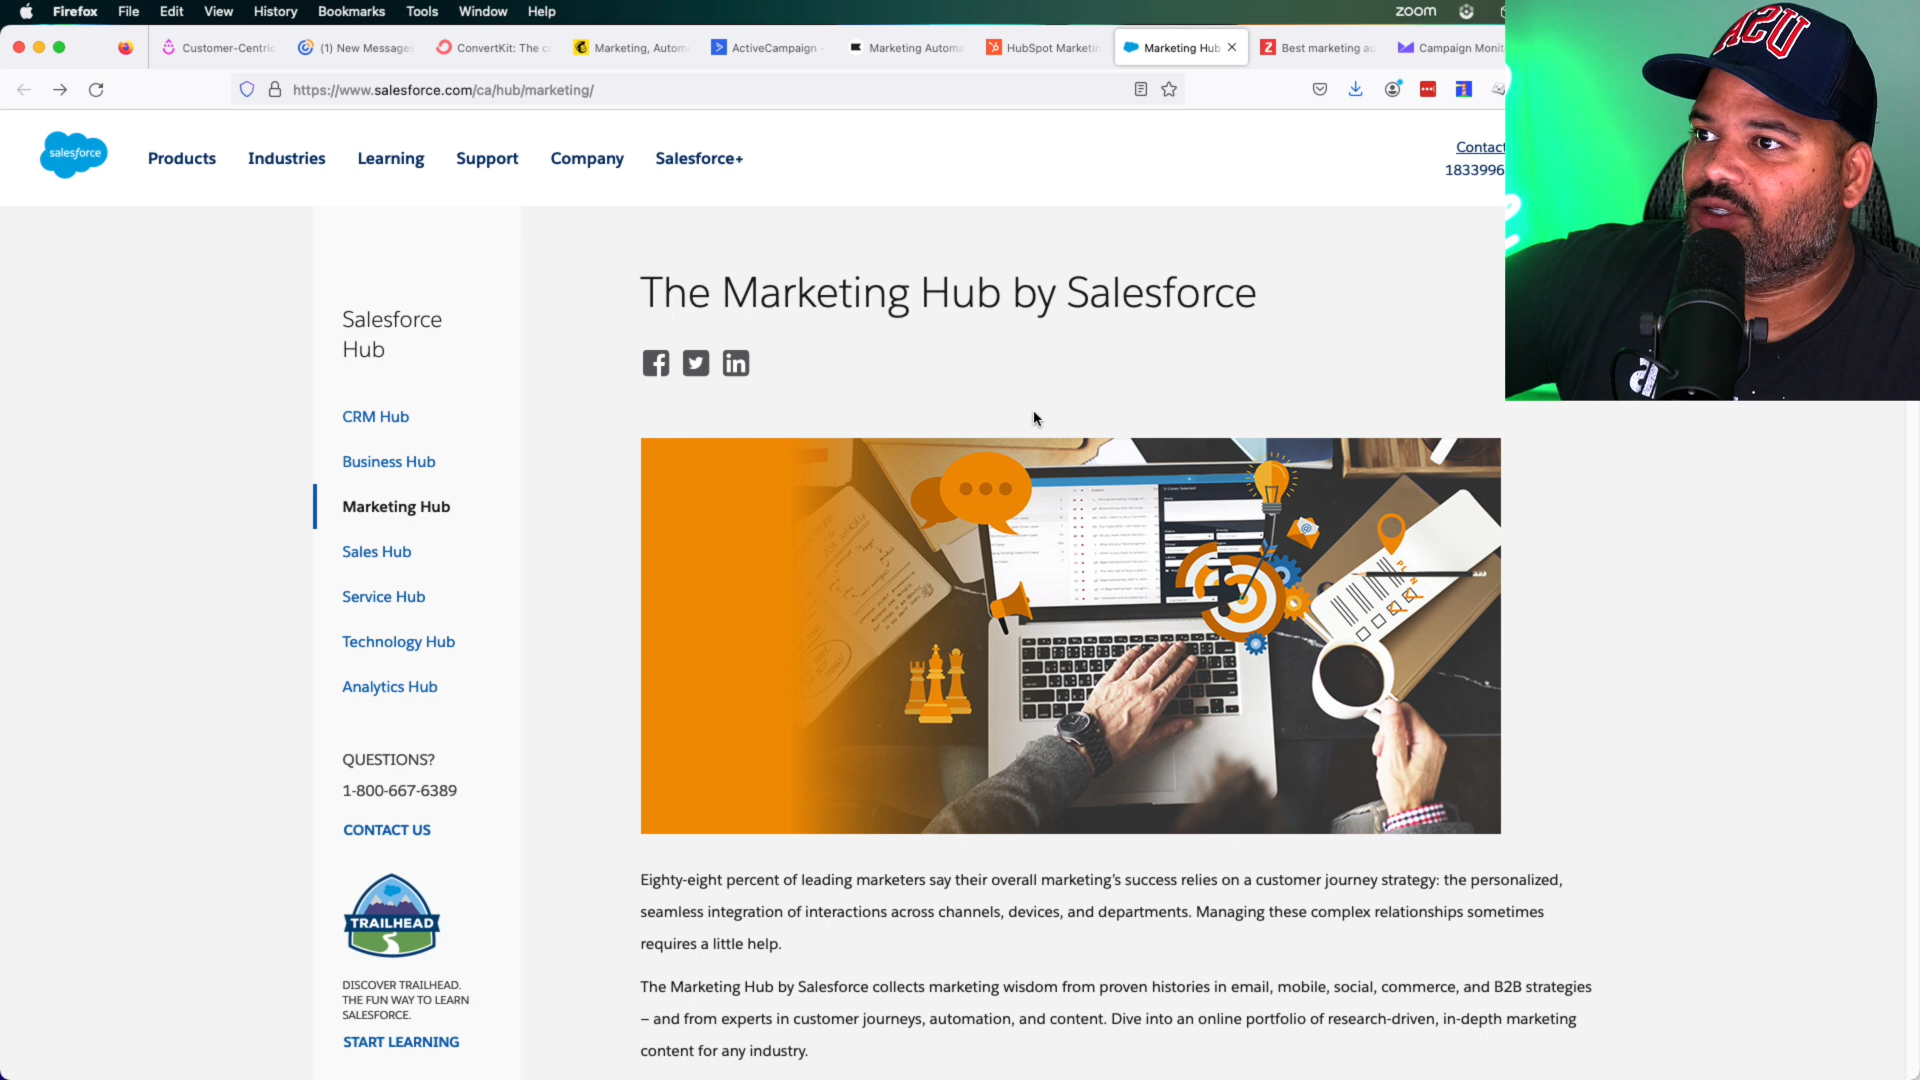 Firefox File Edit View History Bookmarks Tools Window Help
zoom
Customer-Centric
(1) New Messages
ConvertKit: The c
Marketing, Autom
ActiveCampaign -
Marketing Automa
HubSpot Marketin
Marketing Hub
Best marketing au
Campaign Monit
https://www.salesforce.com/ca/hub/marketing/
salesforce
Products
Industries
Learning
Support
Company
Salesforce+
Contact
1833996
A2U
Salesforce
Hub
CRM Hub
Business Hub
Marketing Hub
Sales Hub
Service Hub
Technology Hub
Analytics Hub
QUESTIONS?
1-800-667-6389
CONTACT US
TRAILHEAD
DISCOVER TRAILHEAD.
THE FUN WAY TO LEARN
SALESFORCE.
START LEARNING
The Marketing Hub by Salesforce
PLAN
Eighty-eight percent of leading marketers say their overall marketing’s success relies on a customer journey strategy: the personalized,
seamless integration of interactions across channels, devices, and departments. Managing these complex relationships sometimes
requires a little help.
The Marketing Hub by Salesforce collects marketing wisdom from proven histories in email, mobile, social, commerce, and B2B strategies
– and from experts in customer journeys, automation, and content. Dive into an online portfolio of research-driven, in-depth marketing
content for any industry.